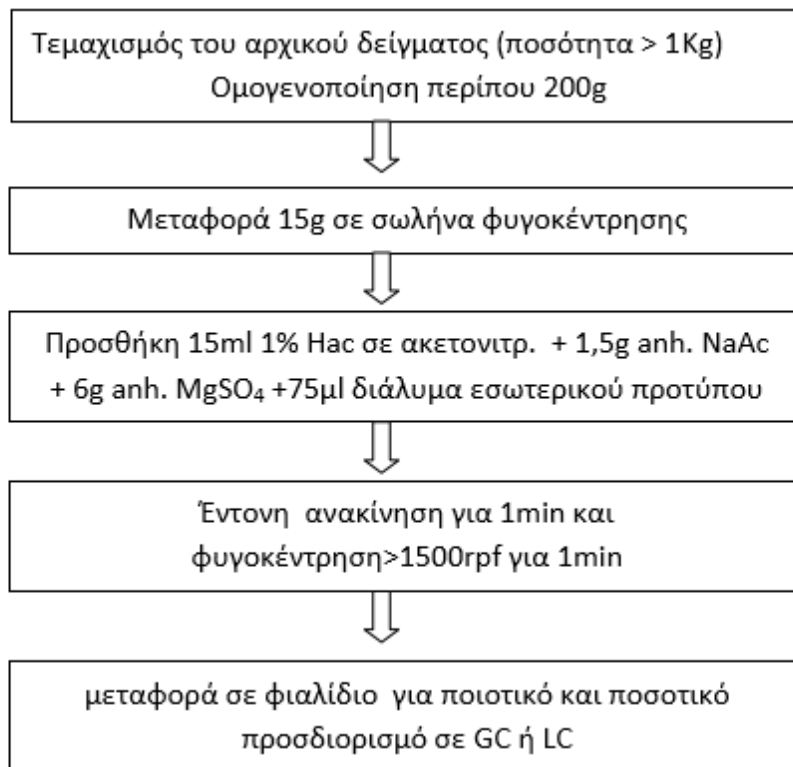 Τεμαχισμός του αρχικού δείγματος (ποσότητα > 1Kg)
Ομογενοποίηση περίπου 200g
Μεταφορά 15g σε σωλήνα φυγοκέντρησης
Προσθήκη 15ml 1% Hac σε ακετονιτρ. + 1,5g anh. NaAc
+ 6g anh. MgSO₄ +75μl διάλυμα εσωτερικού προτύπου
Έντονη ανακίνηση για 1min και
φυγοκέντρηση>1500rpf για 1min
μεταφορά σε φιαλίδιο για ποιοτικό και ποσοτικό
προσδιορισμό σε GC ή LC